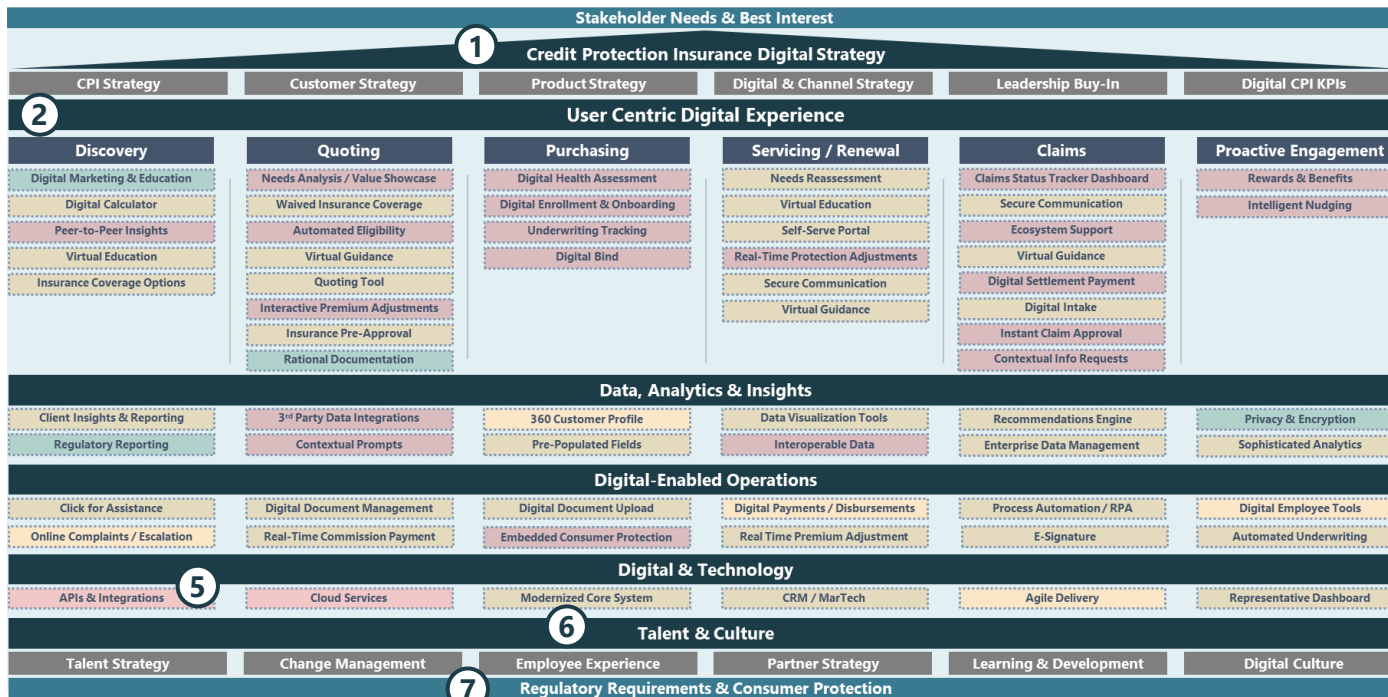 Stakeholder Needs & Best Interest
1
Credit Protection Insurance Digital Strategy
CPI Strategy
Customer Strategy
Product Strategy
Digital & Channel Strategy
Leadership Buy-In
Digital CPI KPIs
2
User Centric Digital Experience
Discovery
Digital Marketing & Education
Digital Calculator
Peer-to-Peer Insights
Virtual Education
Insurance Coverage Options
Quoting
Needs Analysis / Value Showcase
Waived Insurance Coverage
Automated Eligibility
Virtual Guidance
Quoting Tool
Interactive Premium Adjustments
Insurance Pre-Approval
Rational Documentation
Purchasing
Digital Health Assessment
Digital Enrollment & Onboarding
Underwriting Tracking
Digital Bind
Servicing / Renewal
Needs Reassessment
Virtual Education
Self-Serve Portal
Real-Time Protection Adjustments
Secure Communication
Virtual Guidance
Claims
Claims Status Tracker Dashboard
Secure Communication
Ecosystem Support
Virtual Guidance
Digital Settlement Payment
Digital Intake
Instant Claim Approval
Contextual Info Requests
Proactive Engagement
Rewards & Benefits
Intelligent Nudging
Data, Analytics & Insights
Client Insights & Reporting
3rd Party Data Integrations
360 Customer Profile
Data Visualization Tools
Recommendations Engine
Privacy & Encryption
Regulatory Reporting
Contextual Prompts
Pre-Populated Fields
Interoperable Data
Enterprise Data Management
Sophisticated Analytics
Digital-Enabled Operations
Click for Assistance
Digital Document Management
Digital Document Upload
Digital Payments / Disbursements
Process Automation / RPA
Digital Employee Tools
Online Complaints / Escalation
Real-Time Commission Payment
Embedded Consumer Protection
Real Time Premium Adjustment
E-Signature
Automated Underwriting
Digital & Technology
5
APIs & Integrations
Cloud Services
Modernized Core System
CRM / MarTech
Agile Delivery
Representative Dashboard
6
Talent & Culture
Talent Strategy
Change Management
Employee Experience
Partner Strategy
Learning & Development
Digital Culture
7
Regulatory Requirements & Consumer Protection